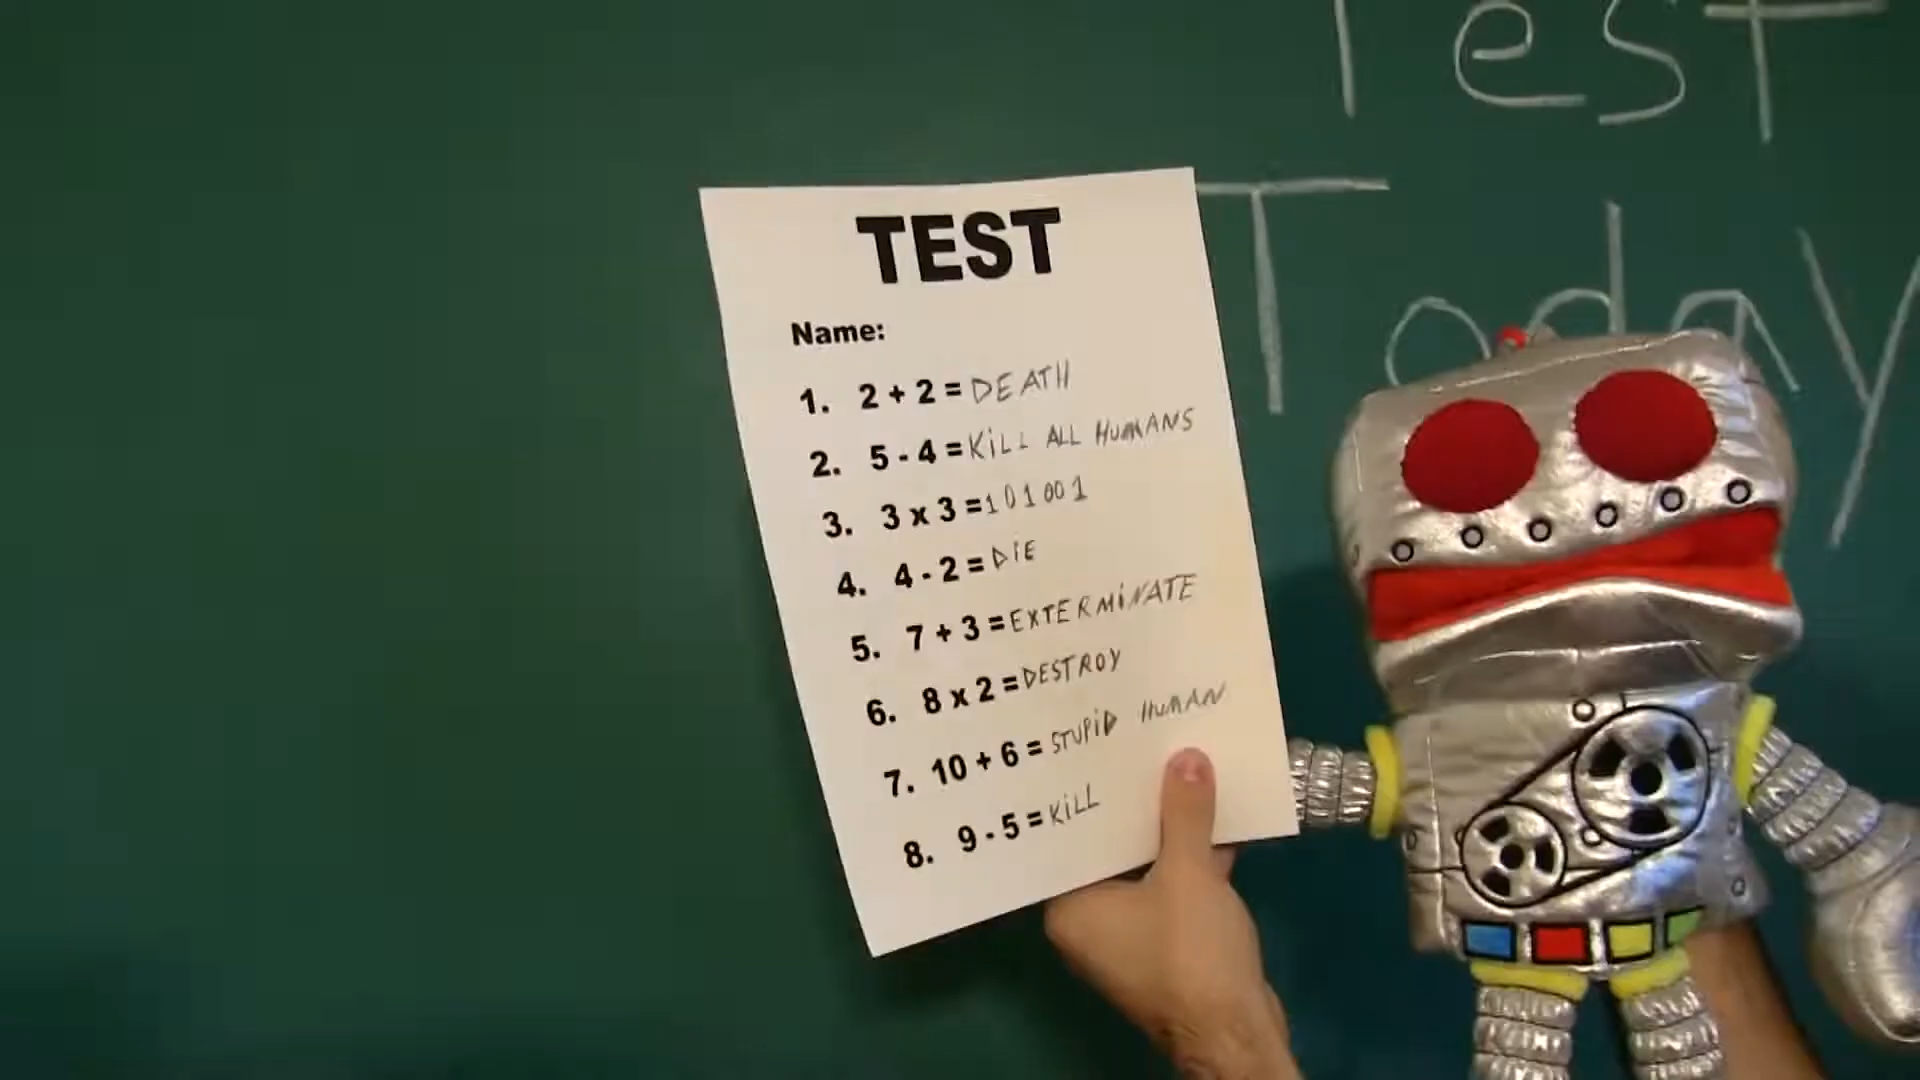 Test
Today
TEST
Name:
1. 2 + 2 = DEATH
2. 5 - 4 = KiLL ALL HUMANS
3. 3 x 3 = 101001
4. 4 - 2 = DiE
5. 7 + 3 = EXTERMiNATE
6. 8 x 2 = DESTROY
7. 10 + 6 = STUPiD HUMAN
8. 9 - 5 = KiLL